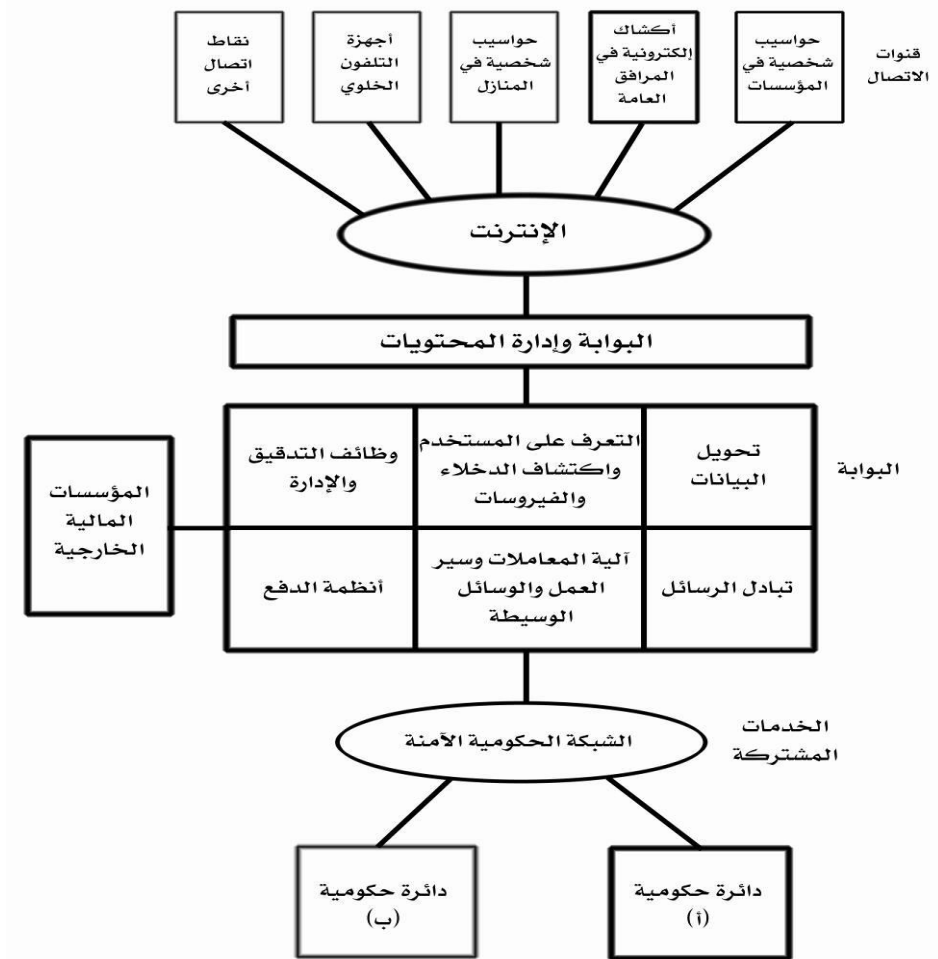 قنوات
الاتصال
حواسيب
شخصية في
المؤسسات
أكشاك
إلكترونية في
المرافق
العامة
حواسيب
شخصية في
المنازل
أجهزة
التلفون
الخلوي
نقاط
اتصال
أخرى
الإنترنت
البوابة وإدارة المحتويات
البوابة
تحويل
البيانات
التعرف على المستخدم
واكتشاف الدخلاء
والفيروسات
وظائف التدقيق
والإدارة
تبادل الرسائل
آلية المعاملات وسير
العمل والوسائل
الوسيطة
أنظمة الدفع
المؤسسات
المالية
الخارجية
الخدمات
المشتركة
الشبكة الحكومية الآمنة
دائرة حكومية
(أ)
دائرة حكومية
(ب)